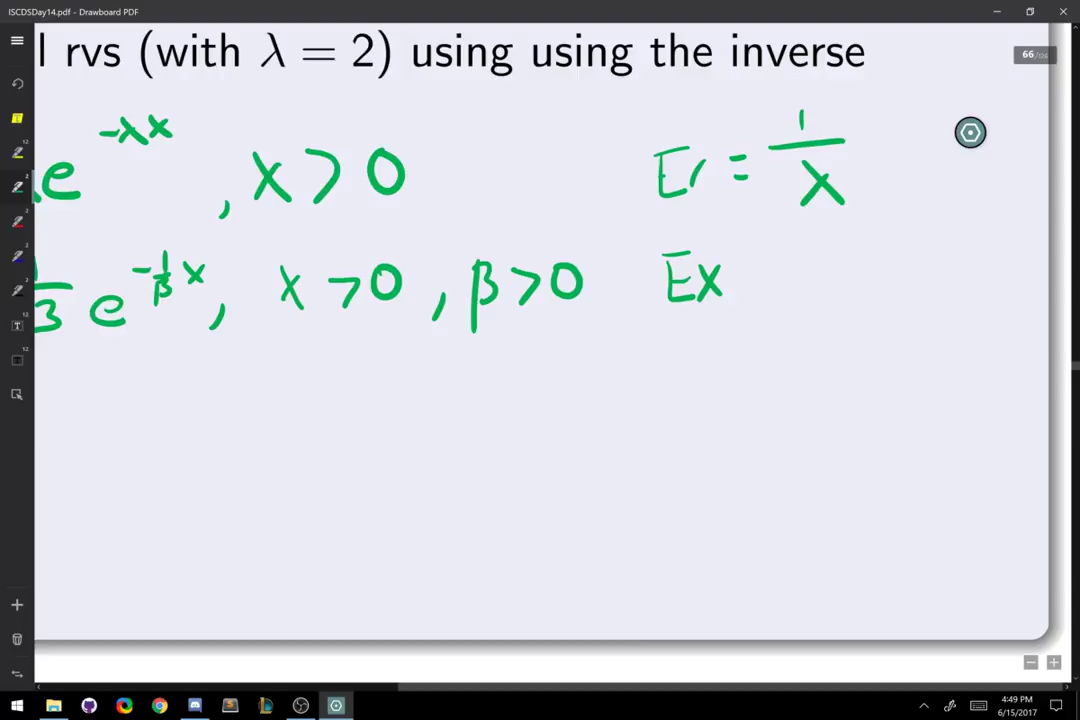 ISCDSDay14.pdf - Drawboard PDF
l rvs (with λ = 2) using using the inverse
66/126
e^{-λx}, x > 0
E = 1/λ
e^{-1/β x}, x > 0, β > 0
EX
4:49 PM
6/15/2017